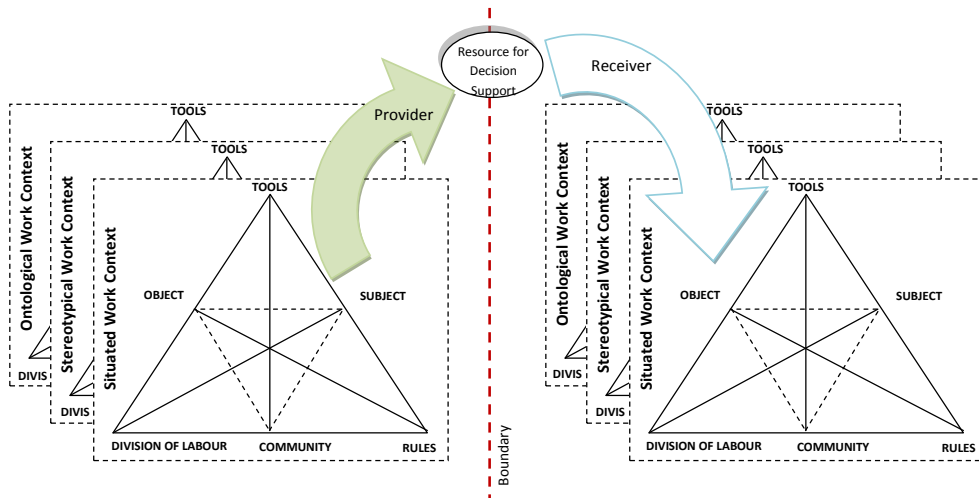 Resource for
Decision
Support
Provider
Receiver
Boundary
TOOLS
Ontological Work Context
DIVIS
TOOLS
Stereotypical Work Context
DIVIS
TOOLS
Situated Work Context
OBJECT
SUBJECT
DIVISION OF LABOUR
COMMUNITY
RULES
TOOLS
Ontological Work Context
DIVIS
TOOLS
Stereotypical Work Context
DIVIS
TOOLS
Situated Work Context
OBJECT
SUBJECT
DIVISION OF LABOUR
COMMUNITY
RULES